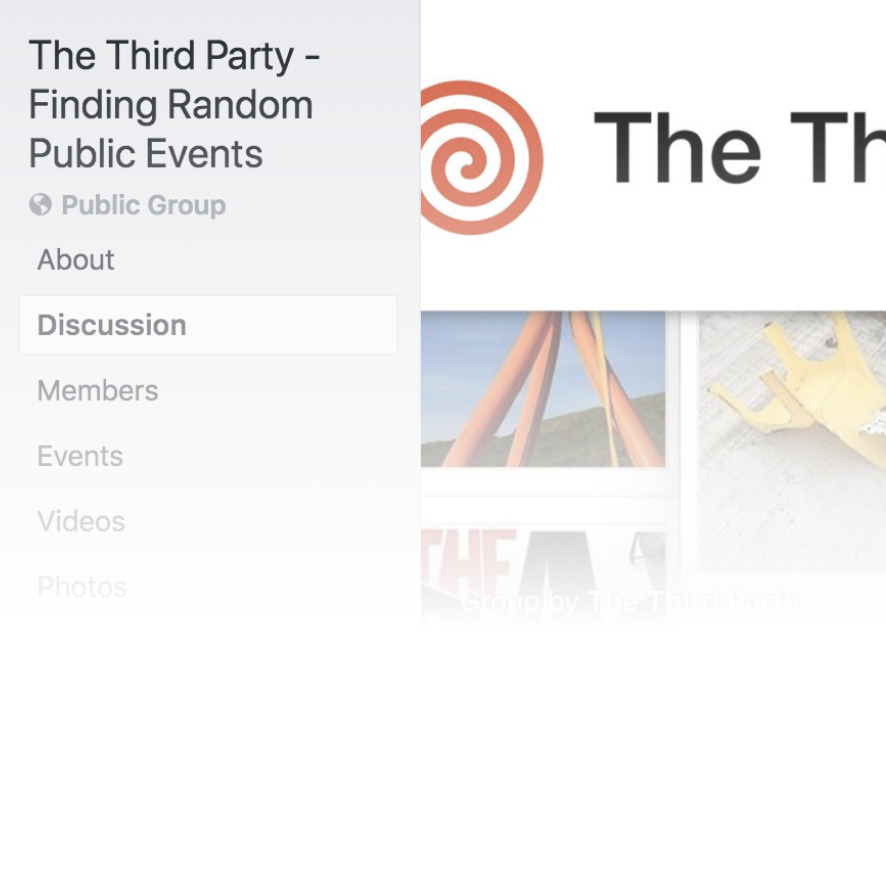 The Third Party -
Finding Random
Public Events
Public Group
About
Discussion
Members
Events
Videos
Photos
The Th
THE
Group by The Third Party